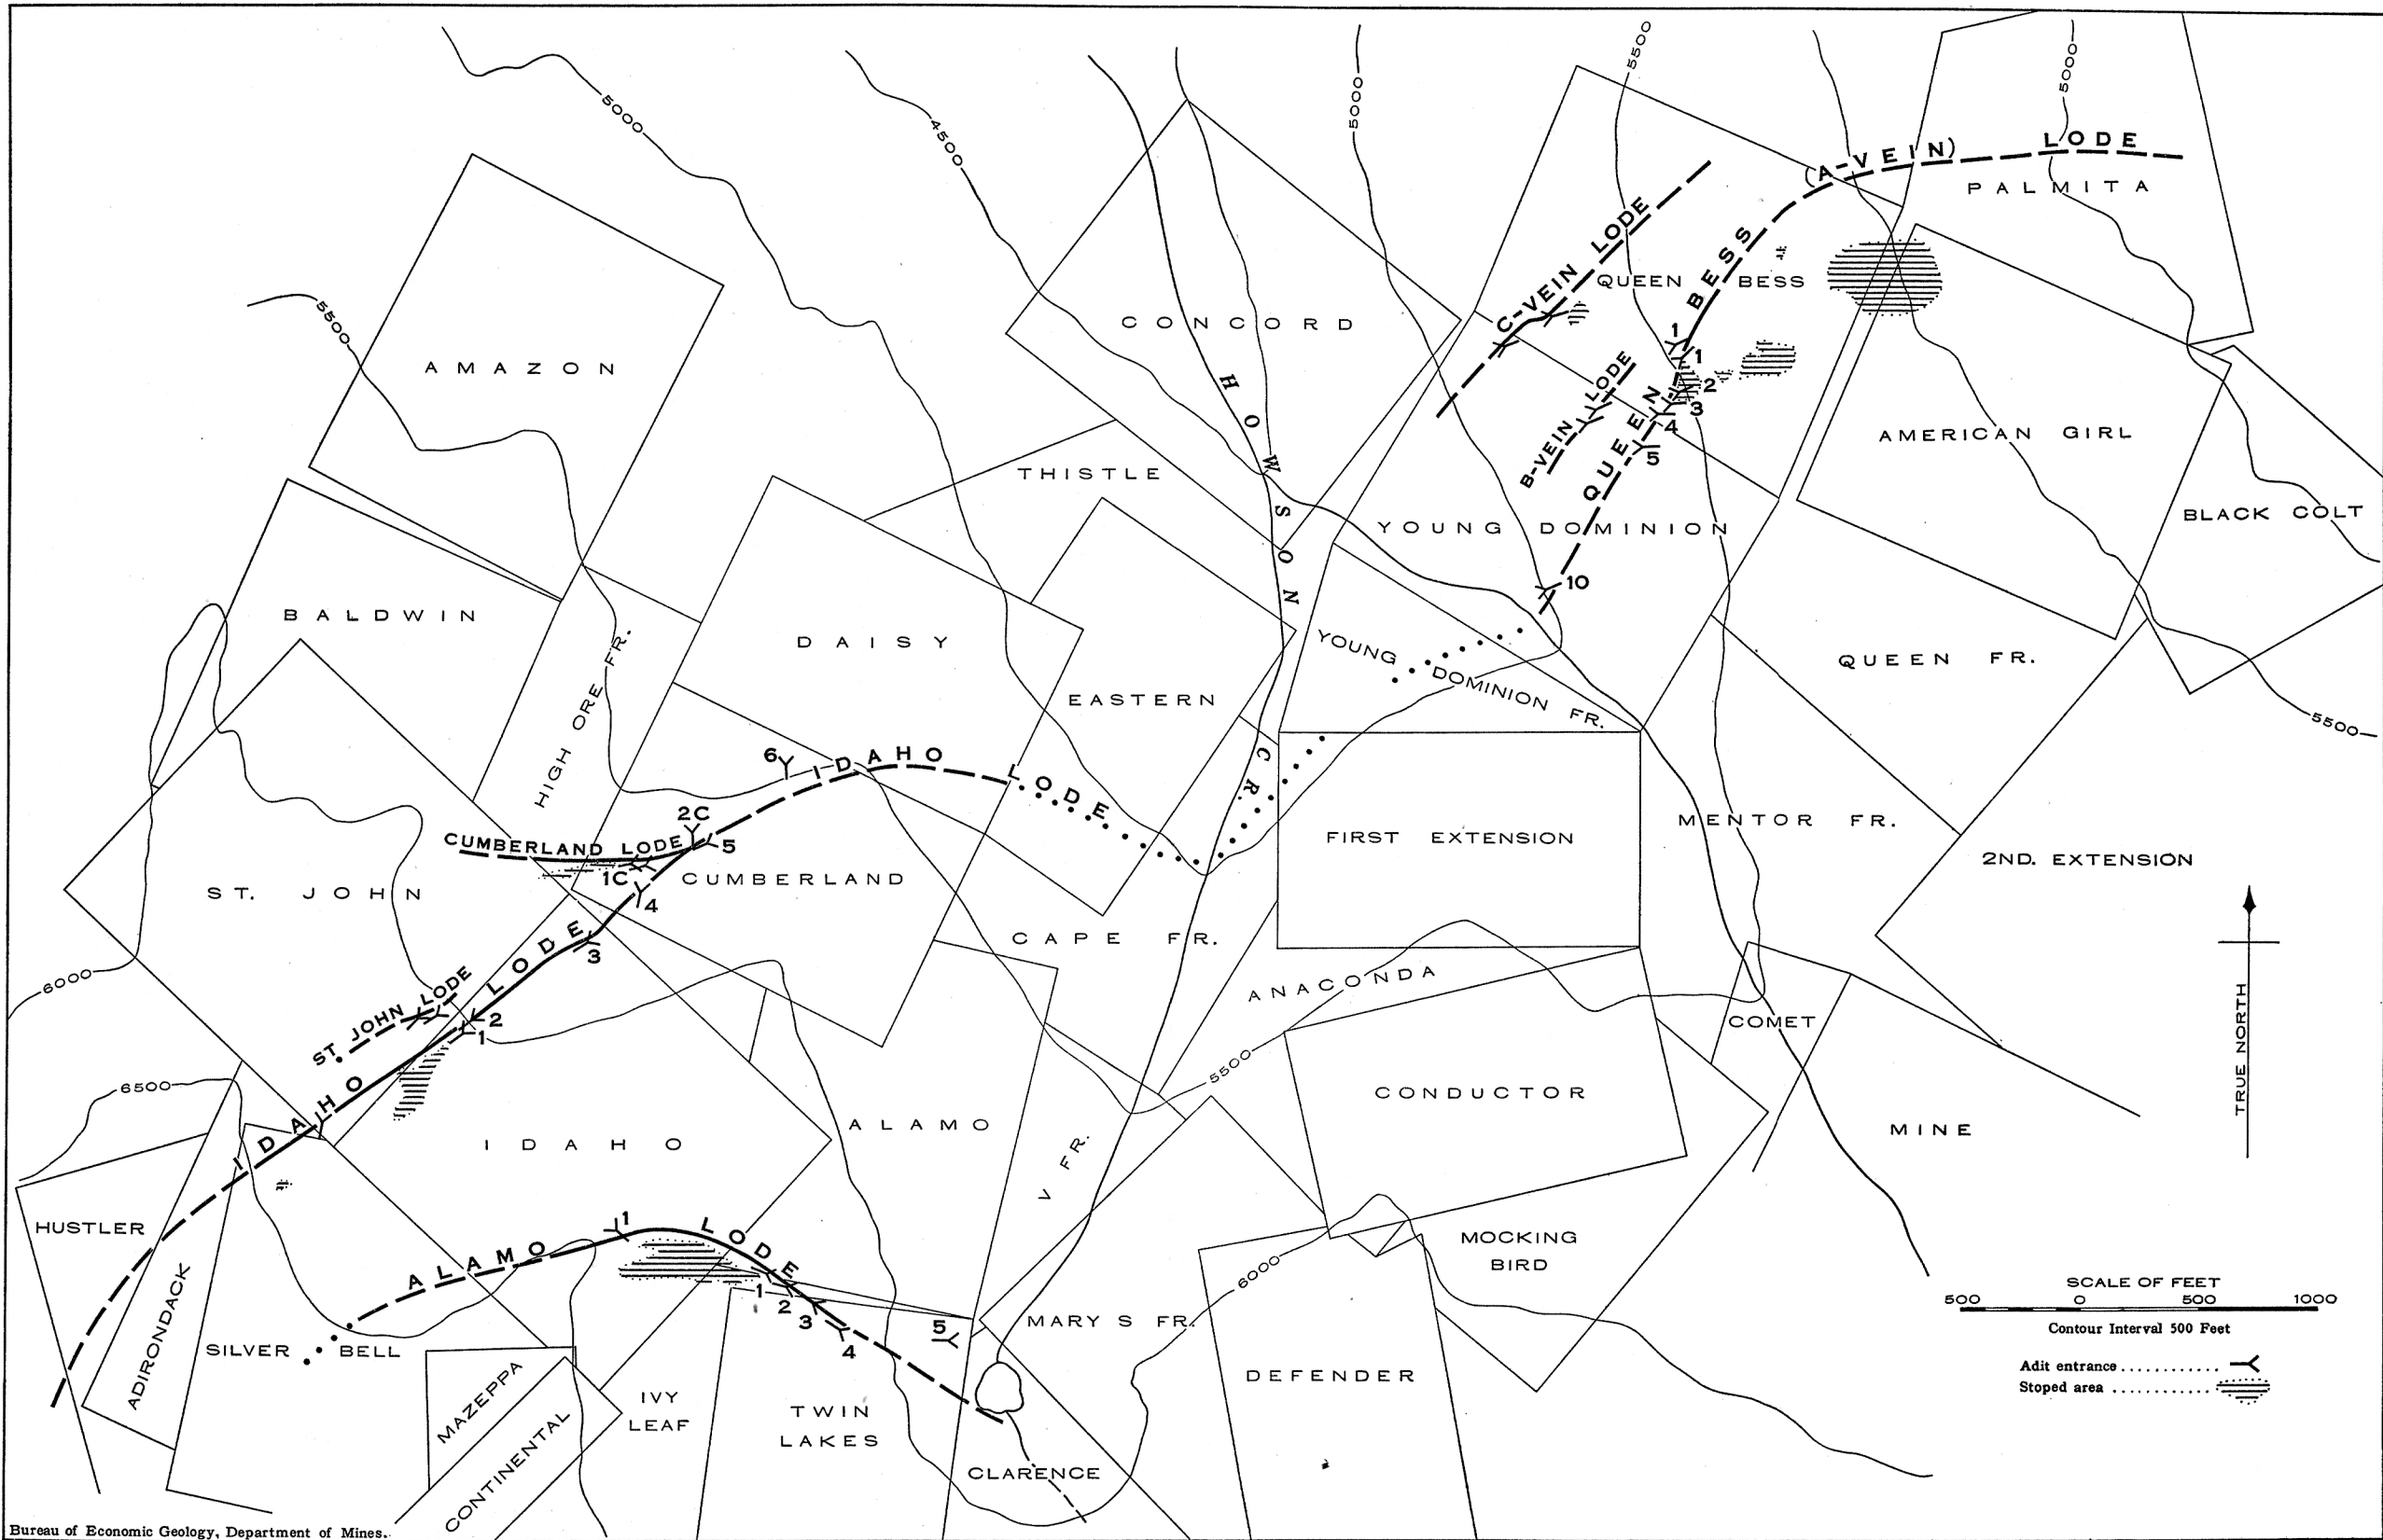 5500
5000
5000
5000
4500
(A-VEIN) LODE
PALMITA
C-VEIN LODE
QUEEN BESS
QUEEN BESS
5500
CONCORD
H O W S O N CR.
AMAZON
1
1
2
3
4
5
B-VEIN LODE
AMERICAN GIRL
THISTLE
BLACK COLT
YOUNG DOMINION
10
BALDWIN
DAISY
HIGH ORE FR.
YOUNG DOMINION FR.
QUEEN FR.
EASTERN
5500
6
IDAHO LODE
2C
5
CUMBERLAND LODE
1C
CUMBERLAND
4
FIRST EXTENSION
MENTOR FR.
2ND. EXTENSION
ST. JOHN
3
CAPE FR.
ANACONDA
6000
ST. JOHN LODE
2
1
IDAHO LODE
COMET
TRUE NORTH
5500
6500
CONDUCTOR
ALAMO
MINE
IDAHO
V FR.
HUSTLER
1
ALAMO LODE
MOCKING
BIRD
6000
SCALE OF FEET
500 0 500 1000
Contour Interval 500 Feet
1
2
3
4
5
MARY S FR.
ADIRONDACK
SILVER BELL
Adit entrance............
Stoped area............
DEFENDER
MAZEPPA
IVY
LEAF
TWIN
LAKES
CONTINENTAL
CLARENCE
Bureau of Economic Geology, Department of Mines.